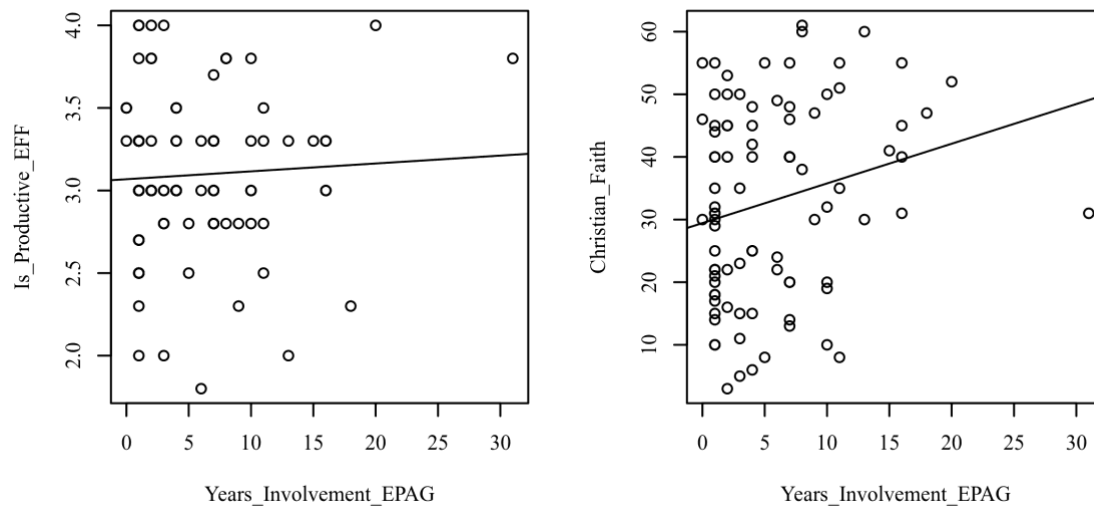 Is_Productive_EFF
4.0
3.5
3.0
2.5
2.0
0 5 10 15 20 25 30
Years_Involvement_EPAG
Christian_Faith
60
50
40
30
20
10
0 5 10 15 20 25 30
Years_Involvement_EPAG